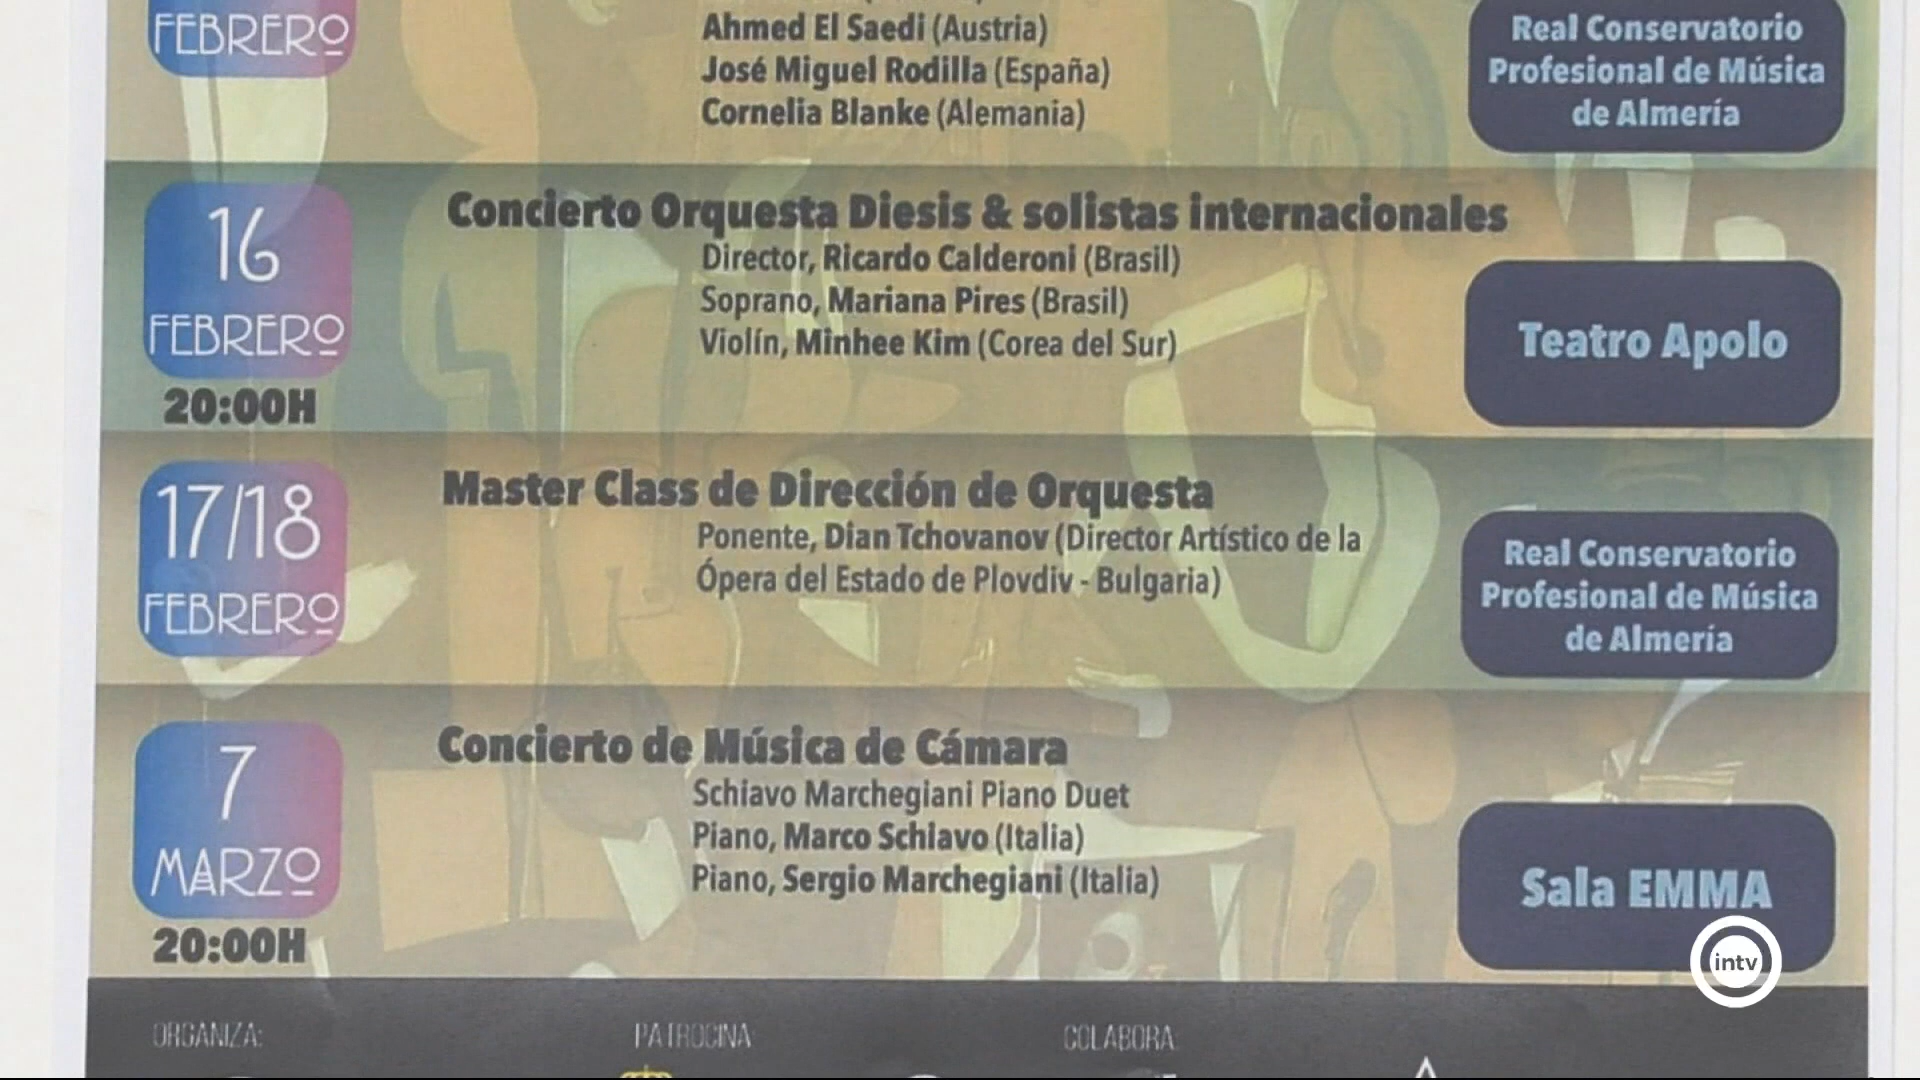 FEBRERO
Ahmed El Saedi (Austria)
José Miguel Rodilla (España)
Cornelia Blanke (Alemania)
Real Conservatorio
Profesional de Música
de Almería
16
FEBRERO
20:00H
Concierto Orquesta Diesis & solistas internacionales
Director, Ricardo Calderoni (Brasil)
Soprano, Mariana Pires (Brasil)
Violín, Minhee Kim (Corea del Sur)
Teatro Apolo
17/18
FEBRERO
Master Class de Dirección de Orquesta
Ponente, Dian Tchovanov (Director Artístico de la
Ópera del Estado de Plovdiv - Bulgaria)
Real Conservatorio
Profesional de Música
de Almería
7
MARZO
20:00H
Concierto de Música de Cámara
Schiavo Marchegiani Piano Duet
Piano, Marco Schiavo (Italia)
Piano, Sergio Marchegiani (Italia)
Sala EMMA
intv
ORGANIZA:
PATROCINA:
COLABORA: